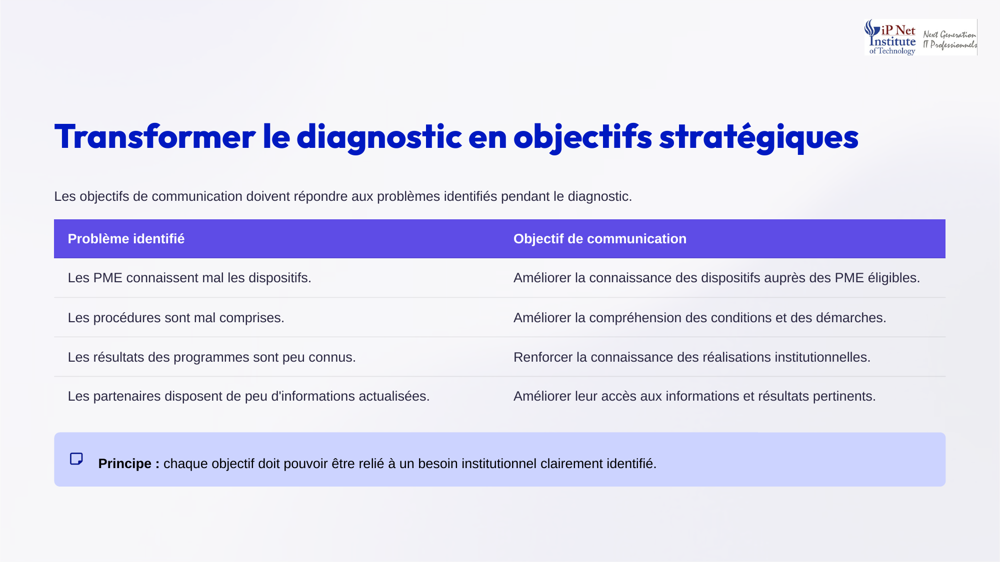 iP Net
Institute
of Technology
Next Generation
IT Professionnels
Transformer le diagnostic en objectifs stratégiques
Les objectifs de communication doivent répondre aux problèmes identifiés pendant le diagnostic.
Problème identifié Objectif de communication
Les PME connaissent mal les dispositifs. Améliorer la connaissance des dispositifs auprès des PME éligibles.
Les procédures sont mal comprises. Améliorer la compréhension des conditions et des démarches.
Les résultats des programmes sont peu connus. Renforcer la connaissance des réalisations institutionnelles.
Les partenaires disposent de peu d'informations actualisées. Améliorer leur accès aux informations et résultats pertinents.
Principe : chaque objectif doit pouvoir être relié à un besoin institutionnel clairement identifié.